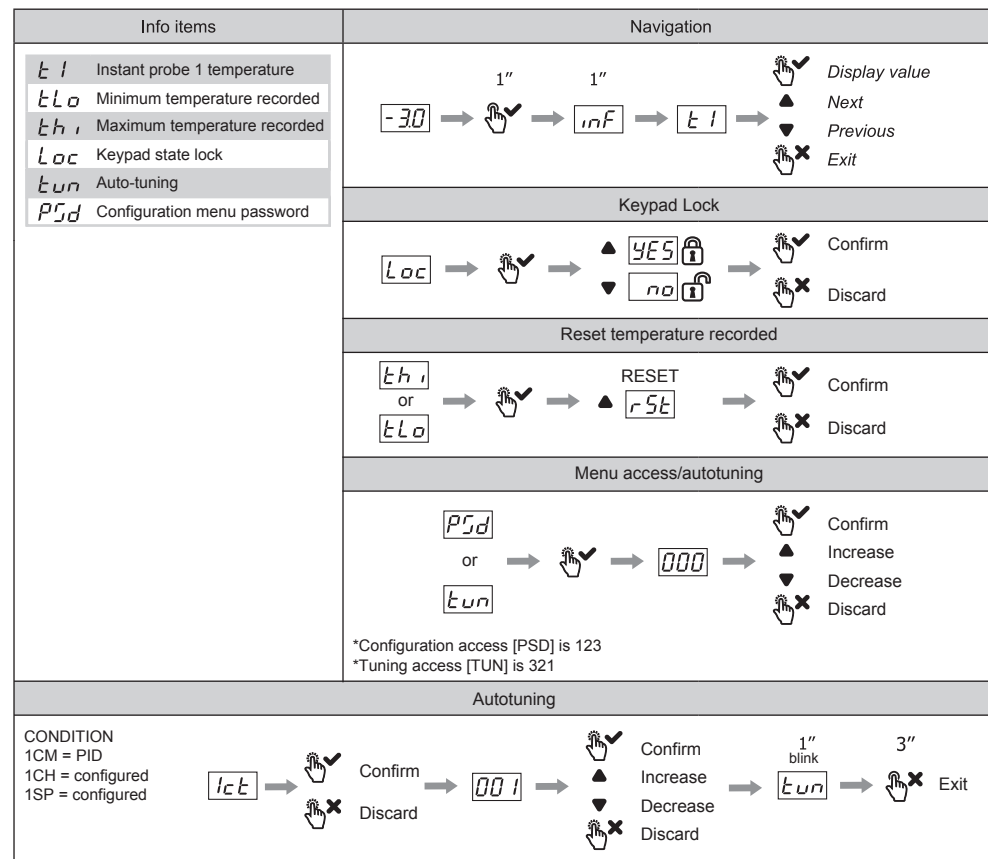 Info items
t1 Instant probe 1 temperature
tLo Minimum temperature recorded
thi Maximum temperature recorded
Loc Keypad state lock
tun Auto-tuning
PSd Configuration menu password
Navigation
1″ 1″
-3.0 inF t1
Display value
Next
Previous
Exit
Keypad Lock
Loc
YES
no
Confirm
Discard
Reset temperature recorded
thi
or
tLo
RESET
rSt
Confirm
Discard
Menu access/autotuning
PSd
or
tun
000
Confirm
Increase
Decrease
Discard
*Configuration access [PSD] is 123
*Tuning access [TUN] is 321
Autotuning
CONDITION
1CM = PID
1CH = configured
1SP = configured
1ct
Confirm
Discard
001
Confirm
Increase
Decrease
Discard
1″
blink
tun
3″
Exit